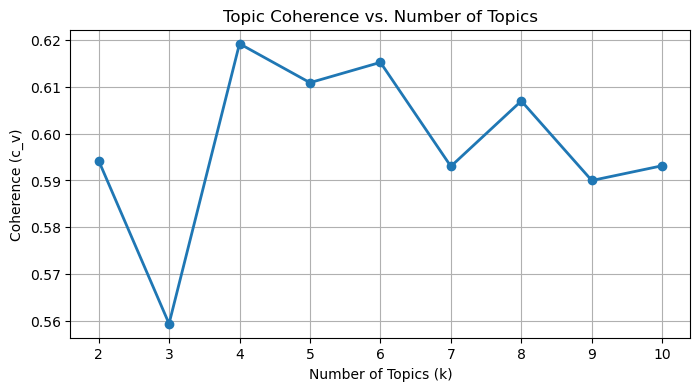 Topic Coherence vs. Number of Topics
Coherence (c_v)
0.62
0.61
0.60
0.59
0.58
0.57
0.56
2 3 4 5 6 7 8 9 10
Number of Topics (k)